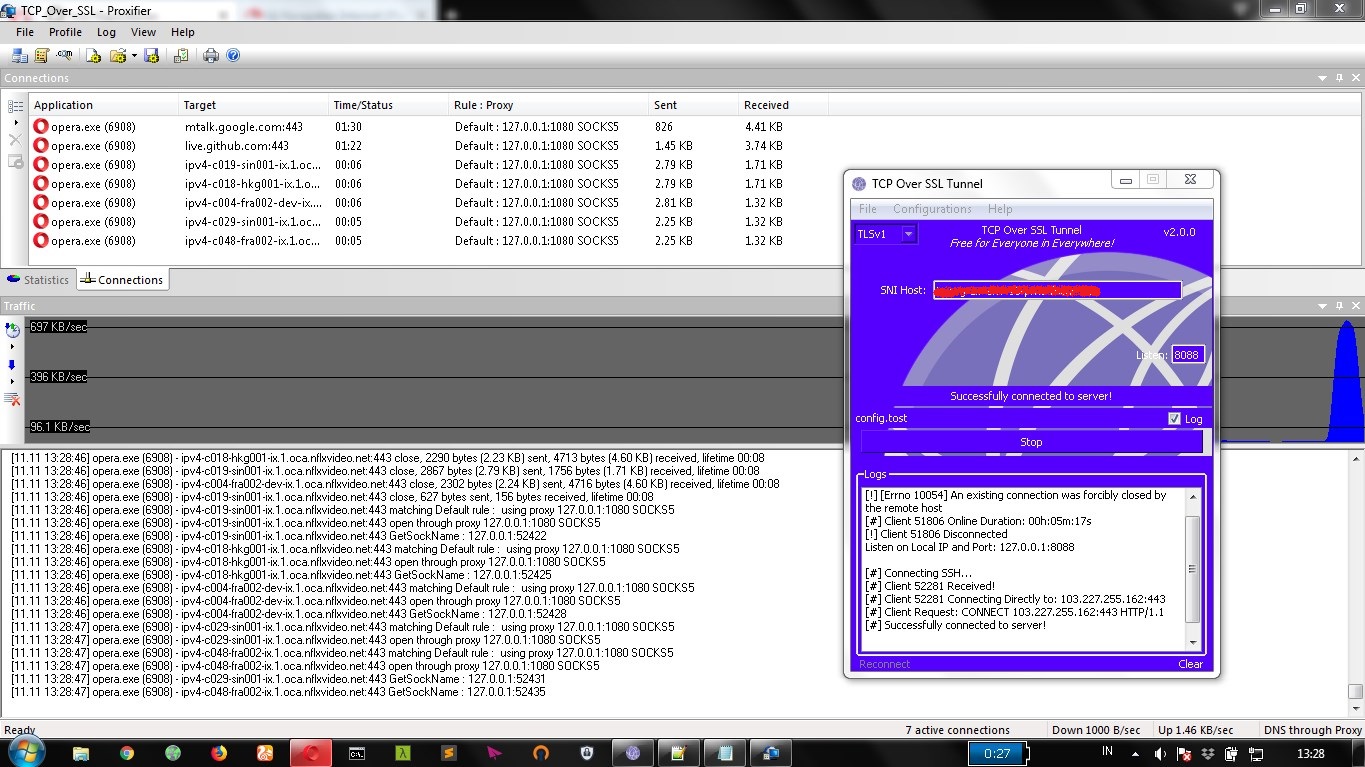 TCP_Over_SSL - Proxifier
File Profile Log View Help
Connections
Application Target Time/Status Rule : Proxy Sent Received
opera.exe (6908) mtalk.google.com:443 01:30 Default : 127.0.0.1:1080 SOCKS5 826 4.41 KB
opera.exe (6908) live.github.com:443 01:22 Default : 127.0.0.1:1080 SOCKS5 1.45 KB 3.74 KB
opera.exe (6908) ipv4-c019-sin001-ix.1.oc... 00:06 Default : 127.0.0.1:1080 SOCKS5 2.79 KB 1.71 KB
opera.exe (6908) ipv4-c018-hkg001-ix.1.o... 00:06 Default : 127.0.0.1:1080 SOCKS5 2.79 KB 1.71 KB
opera.exe (6908) ipv4-c004-fra002-dev-ix.... 00:06 Default : 127.0.0.1:1080 SOCKS5 2.81 KB 1.32 KB
opera.exe (6908) ipv4-c029-sin001-ix.1.oc... 00:05 Default : 127.0.0.1:1080 SOCKS5 2.25 KB 1.32 KB
opera.exe (6908) ipv4-c048-fra002-ix.1.oc... 00:05 Default : 127.0.0.1:1080 SOCKS5 2.25 KB 1.32 KB
Statistics Connections
Traffic
697 KB/sec
396 KB/sec
96.1 KB/sec
[11.11 13:28:46] opera.exe (6908) - ipv4-c018-hkg001-ix.1.oca.nflxvideo.net:443 close, 2290 bytes (2.23 KB) sent, 4713 bytes (4.60 KB) received, lifetime 00:08
[11.11 13:28:46] opera.exe (6908) - ipv4-c019-sin001-ix.1.oca.nflxvideo.net:443 close, 2867 bytes (2.79 KB) sent, 1756 bytes (1.71 KB) received, lifetime 00:08
[11.11 13:28:46] opera.exe (6908) - ipv4-c004-fra002-dev-ix.1.oca.nflxvideo.net:443 close, 2302 bytes (2.24 KB) sent, 4716 bytes (4.60 KB) received, lifetime 00:08
[11.11 13:28:46] opera.exe (6908) - ipv4-c019-sin001-ix.1.oca.nflxvideo.net:443 close, 627 bytes sent, 156 bytes received, lifetime 00:08
[11.11 13:28:46] opera.exe (6908) - ipv4-c019-sin001-ix.1.oca.nflxvideo.net:443 matching Default rule : using proxy 127.0.0.1:1080 SOCKS5
[11.11 13:28:46] opera.exe (6908) - ipv4-c019-sin001-ix.1.oca.nflxvideo.net:443 open through proxy 127.0.0.1:1080 SOCKS5
[11.11 13:28:46] opera.exe (6908) - ipv4-c019-sin001-ix.1.oca.nflxvideo.net:443 GetSockName : 127.0.0.1:52422
[11.11 13:28:46] opera.exe (6908) - ipv4-c018-hkg001-ix.1.oca.nflxvideo.net:443 matching Default rule : using proxy 127.0.0.1:1080 SOCKS5
[11.11 13:28:46] opera.exe (6908) - ipv4-c018-hkg001-ix.1.oca.nflxvideo.net:443 open through proxy 127.0.0.1:1080 SOCKS5
[11.11 13:28:46] opera.exe (6908) - ipv4-c018-hkg001-ix.1.oca.nflxvideo.net:443 GetSockName : 127.0.0.1:52425
[11.11 13:28:46] opera.exe (6908) - ipv4-c004-fra002-dev-ix.1.oca.nflxvideo.net:443 matching Default rule : using proxy 127.0.0.1:1080 SOCKS5
[11.11 13:28:46] opera.exe (6908) - ipv4-c004-fra002-dev-ix.1.oca.nflxvideo.net:443 open through proxy 127.0.0.1:1080 SOCKS5
[11.11 13:28:46] opera.exe (6908) - ipv4-c004-fra002-dev-ix.1.oca.nflxvideo.net:443 GetSockName : 127.0.0.1:52428
[11.11 13:28:46] opera.exe (6908) - ipv4-c029-sin001-ix.1.oca.nflxvideo.net:443 matching Default rule : using proxy 127.0.0.1:1080 SOCKS5
[11.11 13:28:46] opera.exe (6908) - ipv4-c029-sin001-ix.1.oca.nflxvideo.net:443 open through proxy 127.0.0.1:1080 SOCKS5
[11.11 13:28:47] opera.exe (6908) - ipv4-c048-fra002-ix.1.oca.nflxvideo.net:443 matching Default rule : using proxy 127.0.0.1:1080 SOCKS5
[11.11 13:28:47] opera.exe (6908) - ipv4-c048-fra002-ix.1.oca.nflxvideo.net:443 open through proxy 127.0.0.1:1080 SOCKS5
[11.11 13:28:47] opera.exe (6908) - ipv4-c029-sin001-ix.1.oca.nflxvideo.net:443 GetSockName : 127.0.0.1:52431
[11.11 13:28:47] opera.exe (6908) - ipv4-c048-fra002-ix.1.oca.nflxvideo.net:443 GetSockName : 127.0.0.1:52435
TCP Over SSL Tunnel
File Configurations Help
TLSv1 TCP Over SSL Tunnel v2.0.0
Free for Everyone in Everywhere!
SNI Host:
Listen: 8088
Successfully connected to server!
config.tost Log
Stop
Logs
[!] [Errno 10054] An existing connection was forcibly closed by
the remote host
[#] Client 51806 Online Duration: 00h:05m:17s
[!] Client 51806 Disconnected
Listen on Local IP and Port: 127.0.0.1:8088
[#] Connecting SSH...
[#] Client 52281 Received!
[#] Client 52281 Connecting Directly to: 103.227.255.162:443
[#] Client Request: CONNECT 103.227.255.162:443 HTTP/1.1
[#] Successfully connected to server!
Reconnect Clear
Ready 7 active connections Down 1000 B/sec Up 1.46 KB/sec DNS through Proxy
0:27 IN 13:28